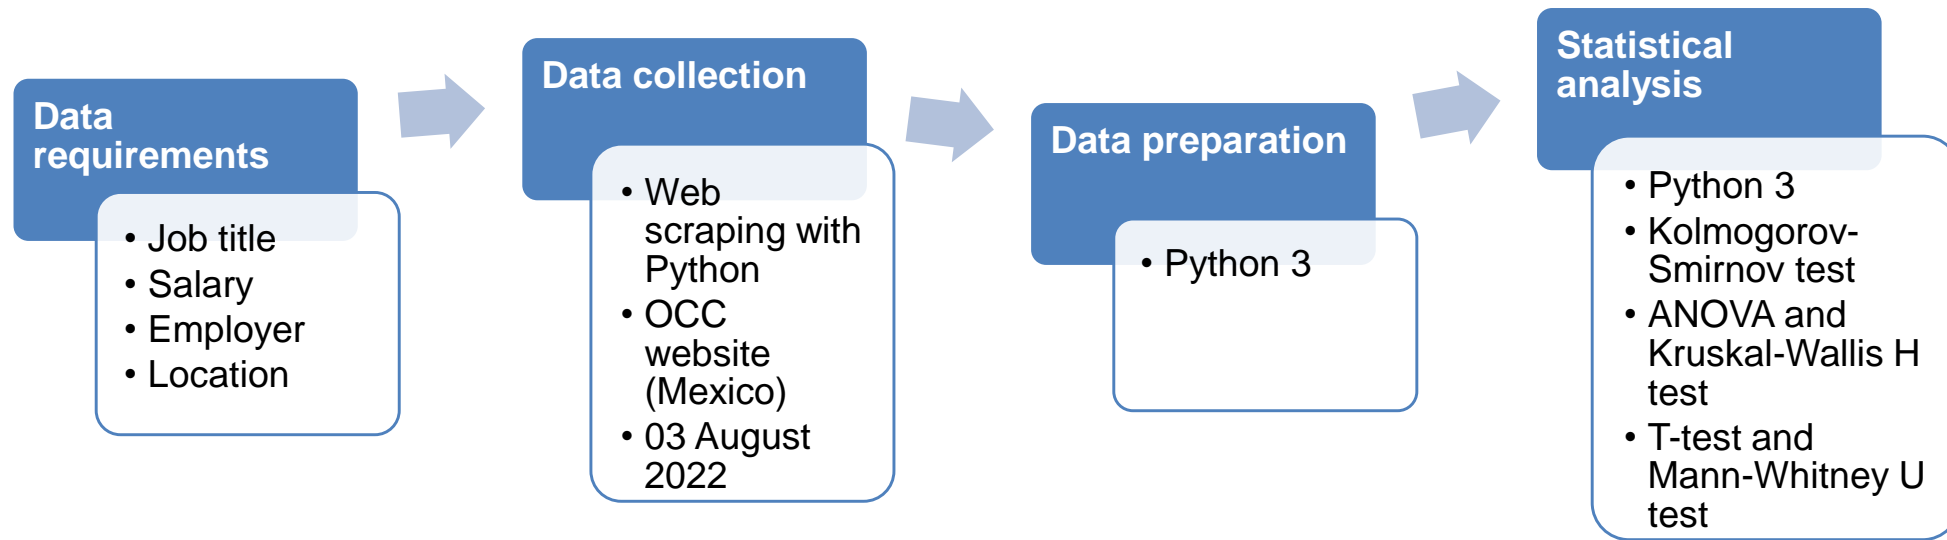 Data
requirements
• Job title
• Salary
• Employer
• Location
Data collection
• Web
scraping with
Python
• OCC
website
(Mexico)
• 03 August
2022
Data preparation
• Python 3
Statistical
analysis
• Python 3
• Kolmogorov-
Smirnov test
• ANOVA and
Kruskal-Wallis H
test
• T-test and
Mann-Whitney U
test